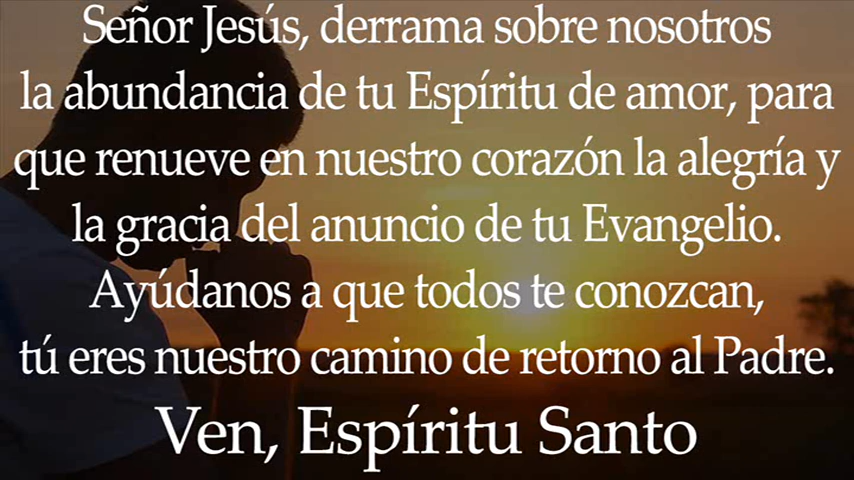 Señor Jesús, derrama sobre nosotros
la abundancia de tu Espíritu de amor, para
que renueve en nuestro corazón la alegría y
la gracia del anuncio de tu Evangelio.
Ayúdanos a que todos te conozcan,
tú eres nuestro camino de retorno al Padre.
Ven, Espíritu Santo